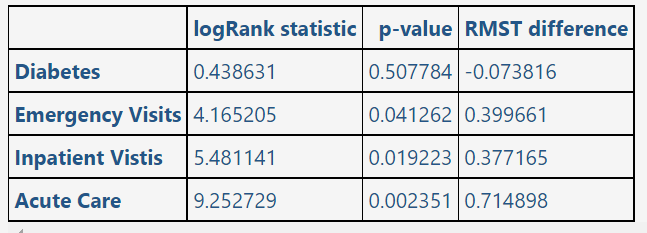 logRank statistic p-value RMST difference
Diabetes 0.438631 0.507784 -0.073816
Emergency Visits 4.165205 0.041262 0.399661
Inpatient Vistis 5.481141 0.019223 0.377165
Acute Care 9.252729 0.002351 0.714898